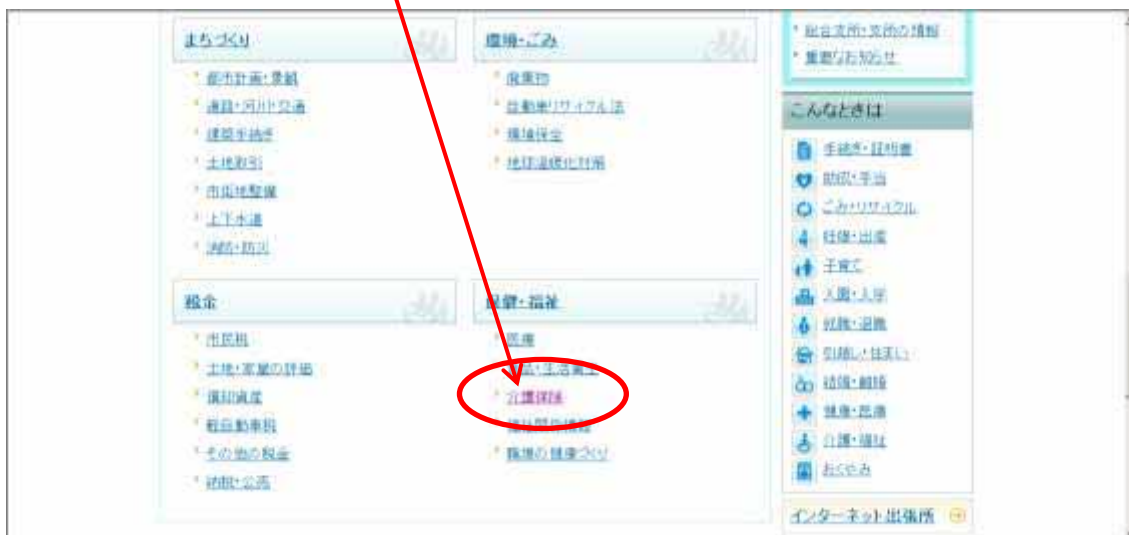 まちづくり
都市計画・景観
道路・河川・交通
建築手続き
土地取引
市街地整備
上下水道
消防・防災
環境・ごみ
廃棄物
自動車リサイクル法
環境保全
地球温暖化対策
税金
市民税
土地・家屋の評価
償却資産
軽自動車税
その他の税金
納税・公売
保健・福祉
医療
介護保険
職場の健康づくり
総合支所・支所の情報
重要なお知らせ
こんなときは
手続き・証明書
助成・手当
ごみ・リサイクル
妊娠・出産
子育て
入園・入学
就職・退職
引越し・住まい
結婚・離婚
健康・医療
介護・福祉
おくやみ
インターネット出張所